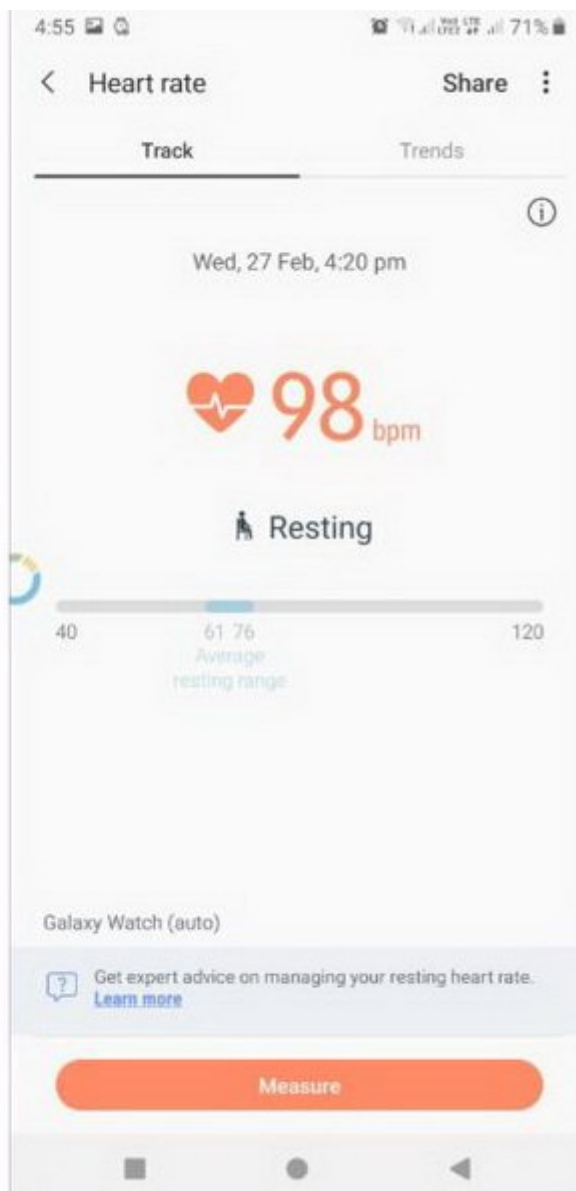 4:55 71%
Heart rate Share
Track Trends
Wed, 27 Feb, 4:20 pm
98 bpm
Resting
40 61 76 120
Average
resting range
Galaxy Watch (auto)
Get expert advice on managing your resting heart rate.
Learn more
Measure